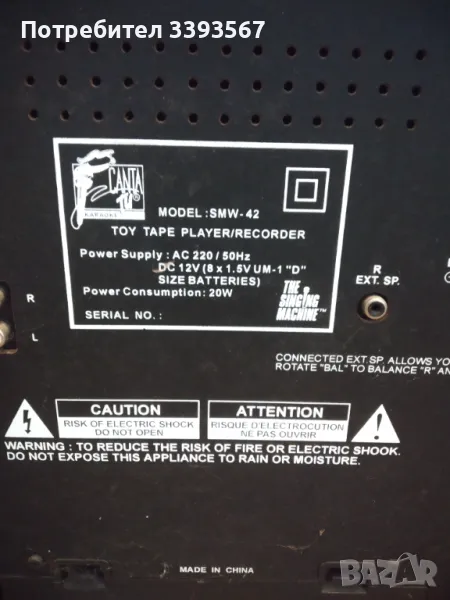 Потребител 3393567
CANTA
TU ®
KARAOKE
MODEL : SMW- 42
TOY TAPE PLAYER/RECORDER
Power Supply : AC 220 / 50Hz
DC 12V (8 x 1.5V UM-1 "D"
SIZE BATTERIES)
Power Consumption : 20W
SERIAL NO. :
THE
SINGING
MACHINE™
R
EXT. SP.
R
L
CONNECTED EXT.SP. ALLOWS YO
ROTATE "BAL" TO BALANCE "R" AN
CAUTION
RISK OF ELECTRIC SHOCK
DO NOT OPEN
ATTENTION
RISQUE D'ELECTROCUTION
NE PAS OUVRIR
WARNING : TO REDUCE THE RISK OF FIRE OR ELECTRIC SHOOK.
DO NOT EXPOSE THIS APPLIANCE TO RAIN OR MOISTURE.
MADE IN CHINA
BAZAR